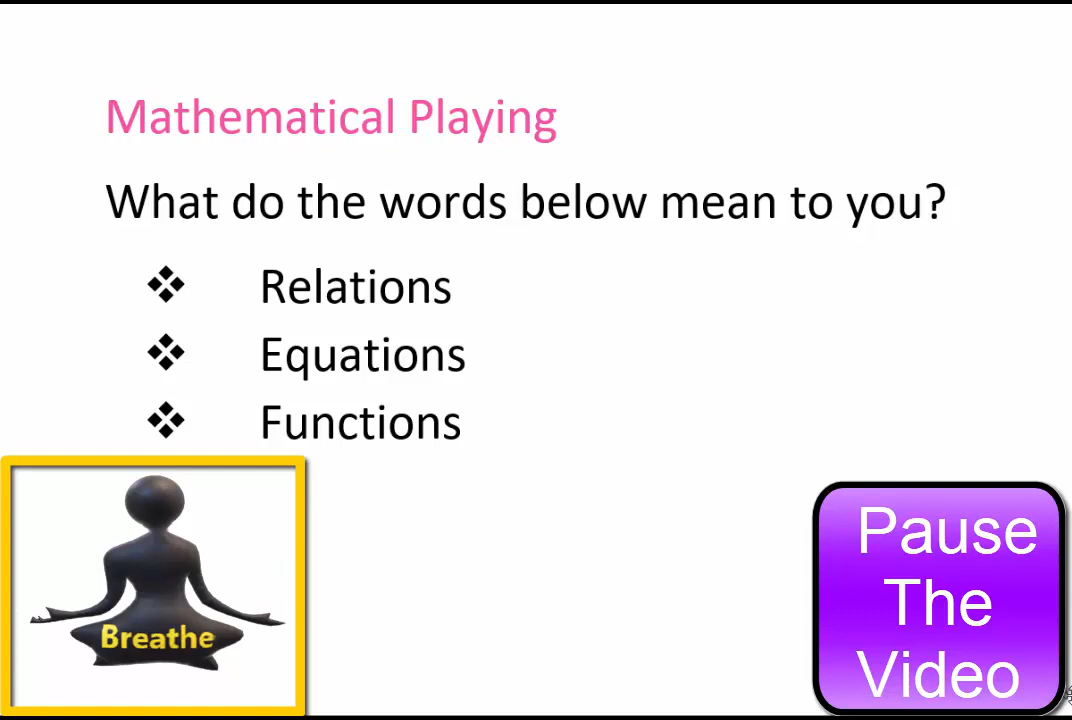 Mathematical Playing
What do the words below mean to you?
❖ Relations
❖ Equations
❖ Functions
Breathe
Pause
The
Video